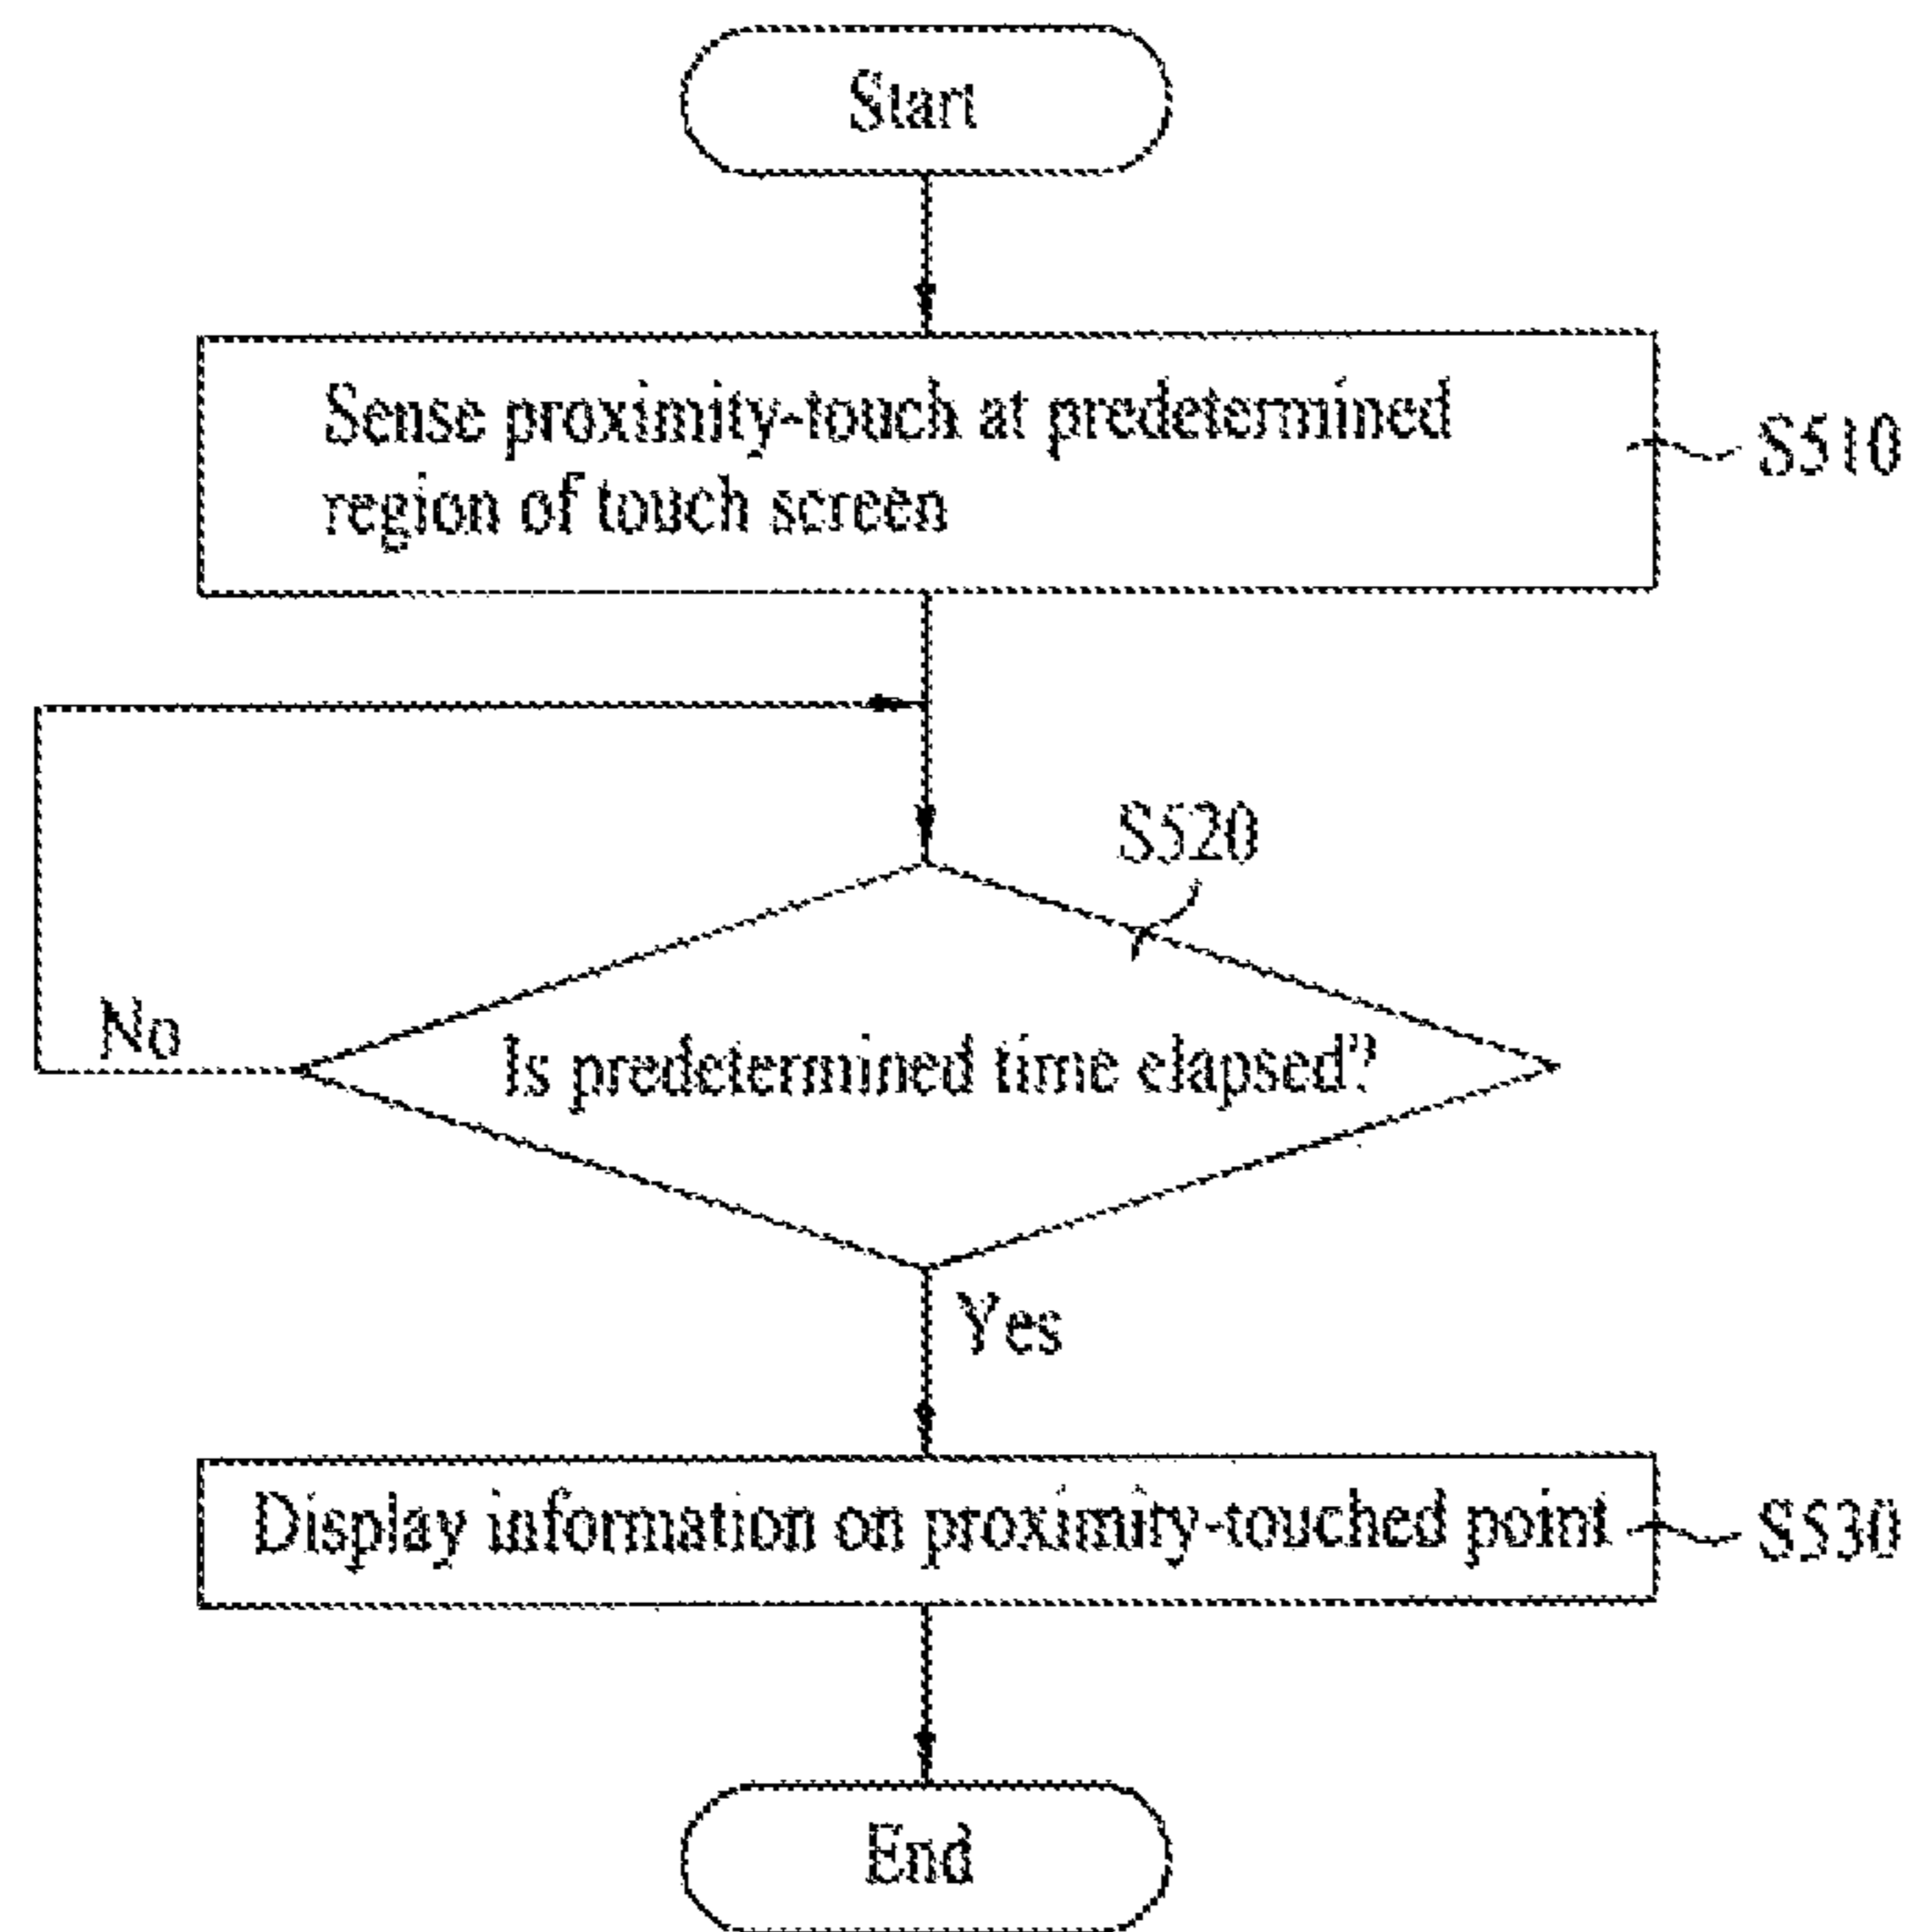 Start
Sense proximity-touch at predetermined
region of touch screen
S510
S520
No
Is predetermined time elapsed?
Yes
Display information on proximity-touched point
S530
End